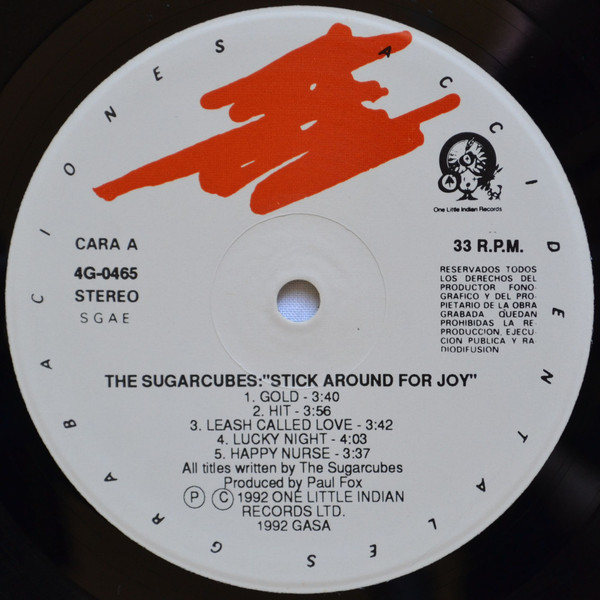 GRABACIONES ACCIDENTALES
One Little Indian Records
CARA A
4G-0465
STEREO
SGAE
33 R.P.M.
RESERVADOS TODOS
LOS DERECHOS DEL
PRODUCTOR FONO-
GRAFICO Y DEL PRO-
PIETARIO DE LA OBRA
GRABADA. QUEDAN
PROHIBIDAS LA RE-
PRODUCCION, EJECU-
CION PUBLICA Y RA
DIODIFUSION.
THE SUGARCUBES:"STICK AROUND FOR JOY"
1. GOLD - 3:40
2. HIT - 3:56
3. LEASH CALLED LOVE - 3:42
4. LUCKY NIGHT - 4:03
5. HAPPY NURSE - 3:37
All titles written by The Sugarcubes
Produced by Paul Fox
Ⓟ Ⓒ 1992 ONE LITTLE INDIAN
RECORDS LTD.
1992 GASA